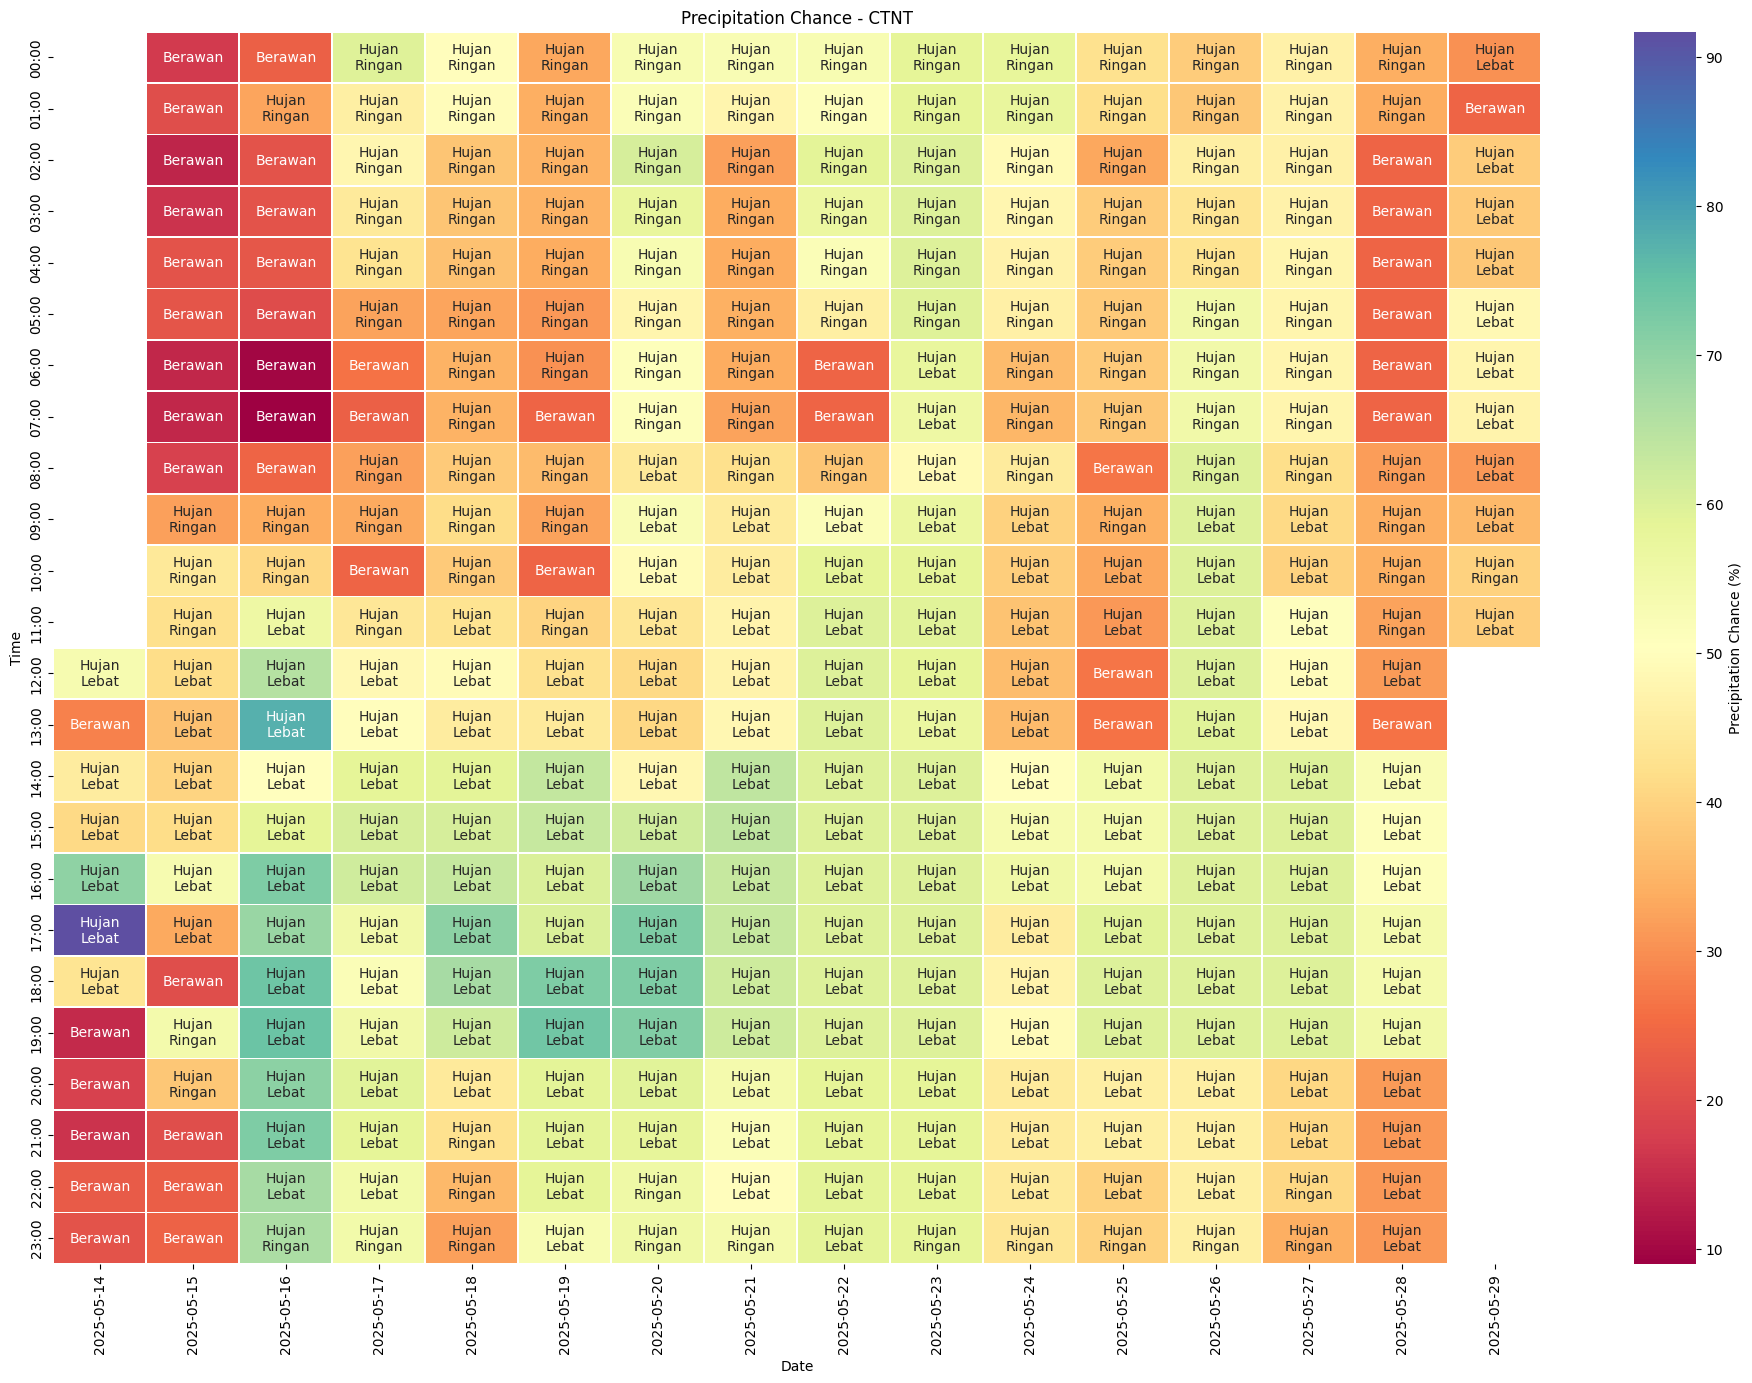 Precipitation Chance - CTNT
00:00 Berawan Berawan Hujan Ringan Hujan Ringan Hujan Ringan Hujan Ringan Hujan Ringan Hujan Ringan Hujan Ringan Hujan Ringan Hujan Ringan Hujan Ringan Hujan Ringan Hujan Ringan Hujan Lebat
01:00 Berawan Hujan Ringan Hujan Ringan Hujan Ringan Hujan Ringan Hujan Ringan Hujan Ringan Hujan Ringan Hujan Ringan Hujan Ringan Hujan Ringan Hujan Ringan Hujan Ringan Hujan Ringan Berawan
02:00 Berawan Berawan Hujan Ringan Hujan Ringan Hujan Ringan Hujan Ringan Hujan Ringan Hujan Ringan Hujan Ringan Hujan Ringan Hujan Ringan Hujan Ringan Hujan Ringan Berawan Hujan Lebat
03:00 Berawan Berawan Hujan Ringan Hujan Ringan Hujan Ringan Hujan Ringan Hujan Ringan Hujan Ringan Hujan Ringan Hujan Ringan Hujan Ringan Hujan Ringan Hujan Ringan Berawan Hujan Lebat
04:00 Berawan Berawan Hujan Ringan Hujan Ringan Hujan Ringan Hujan Ringan Hujan Ringan Hujan Ringan Hujan Ringan Hujan Ringan Hujan Ringan Hujan Ringan Hujan Ringan Berawan Hujan Lebat
05:00 Berawan Berawan Hujan Ringan Hujan Ringan Hujan Ringan Hujan Ringan Hujan Ringan Hujan Ringan Hujan Ringan Hujan Ringan Hujan Ringan Hujan Ringan Hujan Ringan Berawan Hujan Lebat
06:00 Berawan Berawan Berawan Hujan Ringan Hujan Ringan Hujan Ringan Hujan Ringan Berawan Hujan Lebat Hujan Ringan Hujan Ringan Hujan Ringan Hujan Ringan Berawan Hujan Lebat
07:00 Berawan Berawan Berawan Hujan Ringan Berawan Hujan Ringan Hujan Ringan Berawan Hujan Lebat Hujan Ringan Hujan Ringan Hujan Ringan Hujan Ringan Berawan Hujan Lebat
08:00 Berawan Berawan Hujan Ringan Hujan Ringan Hujan Ringan Hujan Lebat Hujan Ringan Hujan Ringan Hujan Lebat Hujan Ringan Berawan Hujan Ringan Hujan Ringan Hujan Ringan Hujan Lebat
09:00 Hujan Ringan Hujan Ringan Hujan Ringan Hujan Ringan Hujan Ringan Hujan Lebat Hujan Lebat Hujan Lebat Hujan Lebat Hujan Lebat Hujan Ringan Hujan Lebat Hujan Lebat Hujan Ringan Hujan Lebat
10:00 Hujan Ringan Hujan Ringan Berawan Hujan Ringan Berawan Hujan Lebat Hujan Lebat Hujan Lebat Hujan Lebat Hujan Lebat Hujan Lebat Hujan Lebat Hujan Lebat Hujan Ringan Hujan Ringan
11:00 Hujan Ringan Hujan Lebat Hujan Ringan Hujan Lebat Hujan Ringan Hujan Lebat Hujan Lebat Hujan Lebat Hujan Lebat Hujan Lebat Hujan Lebat Hujan Lebat Hujan Lebat Hujan Ringan Hujan Lebat
12:00 Hujan Lebat Hujan Lebat Hujan Lebat Hujan Lebat Hujan Lebat Hujan Lebat Hujan Lebat Hujan Lebat Hujan Lebat Hujan Lebat Hujan Lebat Berawan Hujan Lebat Hujan Lebat Hujan Lebat
13:00 Berawan Hujan Lebat Hujan Lebat Hujan Lebat Hujan Lebat Hujan Lebat Hujan Lebat Hujan Lebat Hujan Lebat Hujan Lebat Hujan Lebat Berawan Hujan Lebat Hujan Lebat Berawan
14:00 Hujan Lebat Hujan Lebat Hujan Lebat Hujan Lebat Hujan Lebat Hujan Lebat Hujan Lebat Hujan Lebat Hujan Lebat Hujan Lebat Hujan Lebat Hujan Lebat Hujan Lebat Hujan Lebat Hujan Lebat
15:00 Hujan Lebat Hujan Lebat Hujan Lebat Hujan Lebat Hujan Lebat Hujan Lebat Hujan Lebat Hujan Lebat Hujan Lebat Hujan Lebat Hujan Lebat Hujan Lebat Hujan Lebat Hujan Lebat Hujan Lebat
16:00 Hujan Lebat Hujan Lebat Hujan Lebat Hujan Lebat Hujan Lebat Hujan Lebat Hujan Lebat Hujan Lebat Hujan Lebat Hujan Lebat Hujan Lebat Hujan Lebat Hujan Lebat Hujan Lebat Hujan Lebat
17:00 Hujan Lebat Hujan Lebat Hujan Lebat Hujan Lebat Hujan Lebat Hujan Lebat Hujan Lebat Hujan Lebat Hujan Lebat Hujan Lebat Hujan Lebat Hujan Lebat Hujan Lebat Hujan Lebat Hujan Lebat
18:00 Hujan Lebat Berawan Hujan Lebat Hujan Lebat Hujan Lebat Hujan Lebat Hujan Lebat Hujan Lebat Hujan Lebat Hujan Lebat Hujan Lebat Hujan Lebat Hujan Lebat Hujan Lebat Hujan Lebat
19:00 Berawan Hujan Ringan Hujan Lebat Hujan Lebat Hujan Lebat Hujan Lebat Hujan Lebat Hujan Lebat Hujan Lebat Hujan Lebat Hujan Lebat Hujan Lebat Hujan Lebat Hujan Lebat Hujan Lebat
20:00 Berawan Hujan Ringan Hujan Lebat Hujan Lebat Hujan Lebat Hujan Lebat Hujan Lebat Hujan Lebat Hujan Lebat Hujan Lebat Hujan Lebat Hujan Lebat Hujan Lebat Hujan Lebat Hujan Lebat
21:00 Berawan Berawan Hujan Lebat Hujan Lebat Hujan Ringan Hujan Lebat Hujan Lebat Hujan Lebat Hujan Lebat Hujan Lebat Hujan Lebat Hujan Lebat Hujan Lebat Hujan Lebat Hujan Lebat
22:00 Berawan Berawan Hujan Lebat Hujan Lebat Hujan Ringan Hujan Lebat Hujan Ringan Hujan Lebat Hujan Lebat Hujan Lebat Hujan Lebat Hujan Lebat Hujan Lebat Hujan Ringan Hujan Lebat
23:00 Berawan Berawan Hujan Ringan Hujan Ringan Hujan Ringan Hujan Lebat Hujan Ringan Hujan Ringan Hujan Lebat Hujan Ringan Hujan Ringan Hujan Ringan Hujan Ringan Hujan Ringan Hujan Lebat
Time
2025-05-14 2025-05-15 2025-05-16 2025-05-17 2025-05-18 2025-05-19 2025-05-20 2025-05-21 2025-05-22 2025-05-23 2025-05-24 2025-05-25 2025-05-26 2025-05-27 2025-05-28 2025-05-29
Date
90
80
70
60
50
40
30
20
10
Precipitation Chance (%)